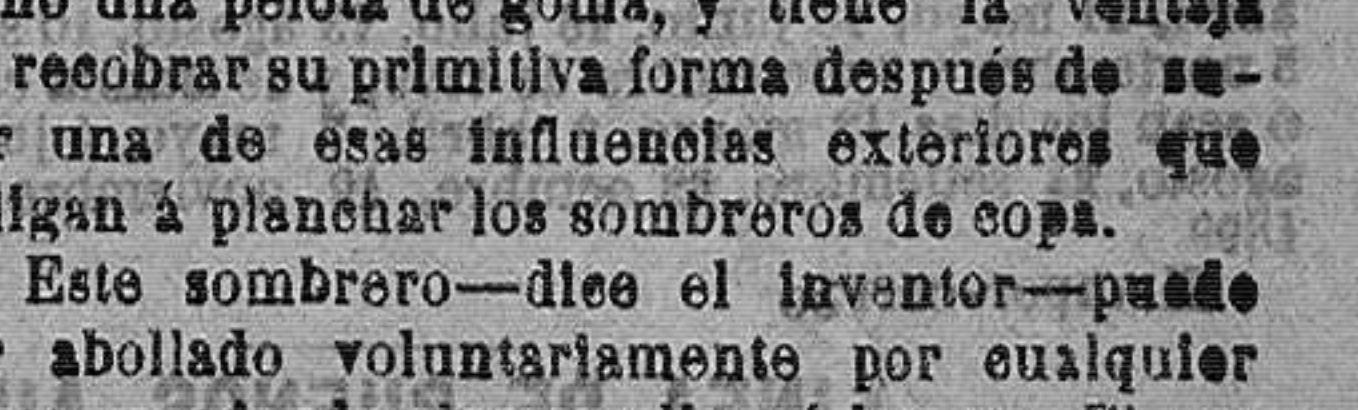 una pelota de goma, y tiene la ventaja
recobrar su primitiva forma después de su-
una de esas influencias exteriores que
ligan á planchar los sombreros de copa.
Este sombrero—dice el inventor—puede
abollado voluntariamente por cualquier